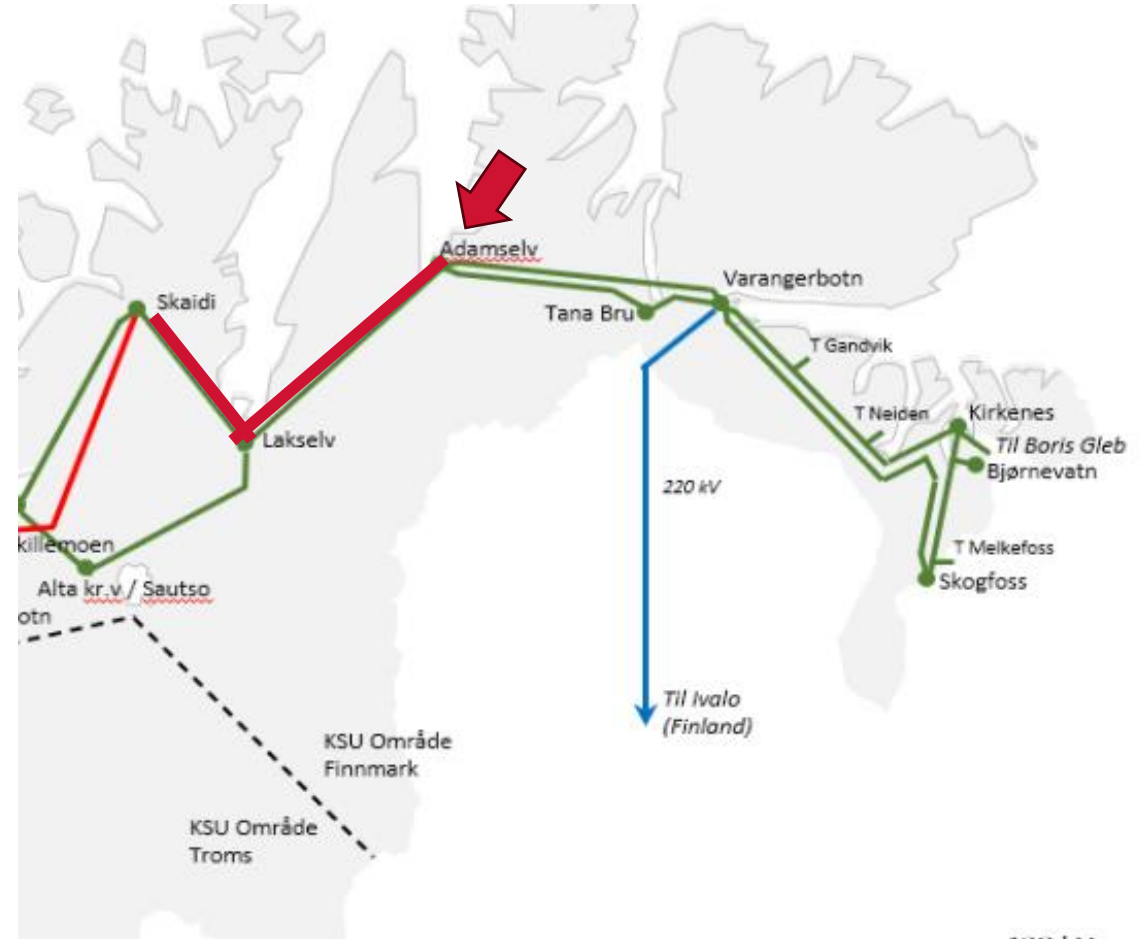 Adamselv
Skaidi
Varangerbotn
Tana Bru
T Gandvik
T Neiden
Kirkenes
Til Boris Gleb
Bjørnevatn
Lakselv
220 kV
killemoen
T Melkefoss
Skogfoss
Alta kr.v / Sautso
otn
Til Ivalo
(Finland)
KSU Område
Finnmark
KSU Område
Troms